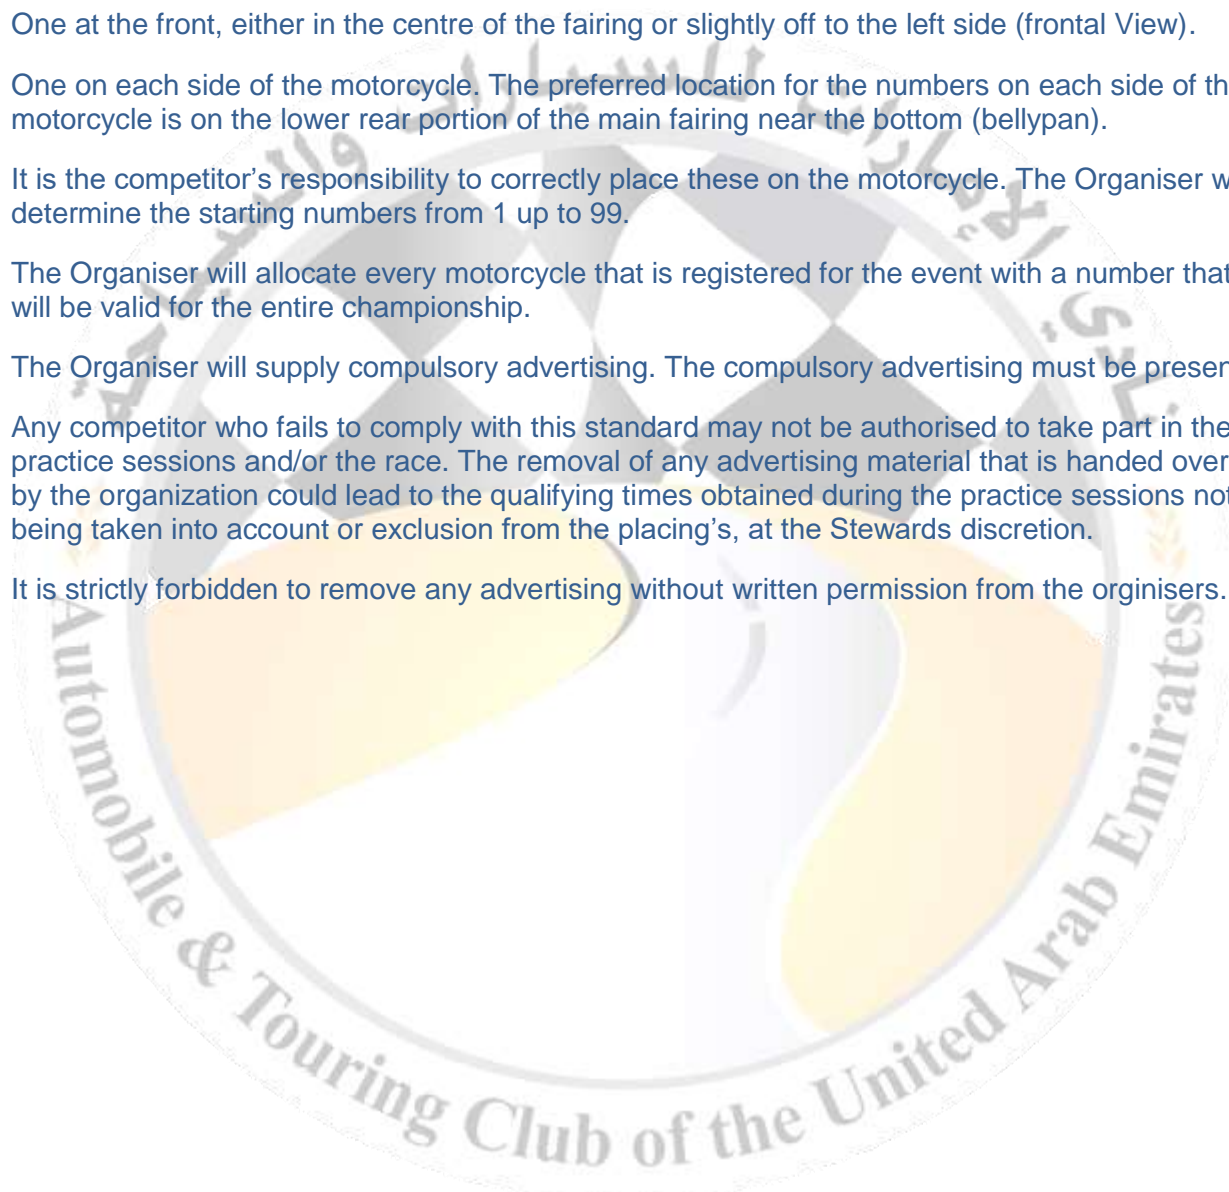 One at the front, either in the centre of the fairing or slightly off to the left side (frontal View).
One on each side of the motorcycle. The preferred location for the numbers on each side of th
motorcycle is on the lower rear portion of the main fairing near the bottom (bellypan).
It is the competitor's responsibility to correctly place these on the motorcycle. The Organiser w
determine the starting numbers from 1 up to 99.
The Organiser will allocate every motorcycle that is registered for the event with a number that
will be valid for the entire championship.
The Organiser will supply compulsory advertising. The compulsory advertising must be presen
Any competitor who fails to comply with this standard may not be authorised to take part in the
practice sessions and/or the race. The removal of any advertising material that is handed over
by the organization could lead to the qualifying times obtained during the practice sessions not
being taken into account or exclusion from the placing's, at the Stewards discretion.
It is strictly forbidden to remove any advertising without written permission from the orginisers.
نادي الإمارات للسيارات والسياحة
Automobile & Touring Club of the United Arab Emirates